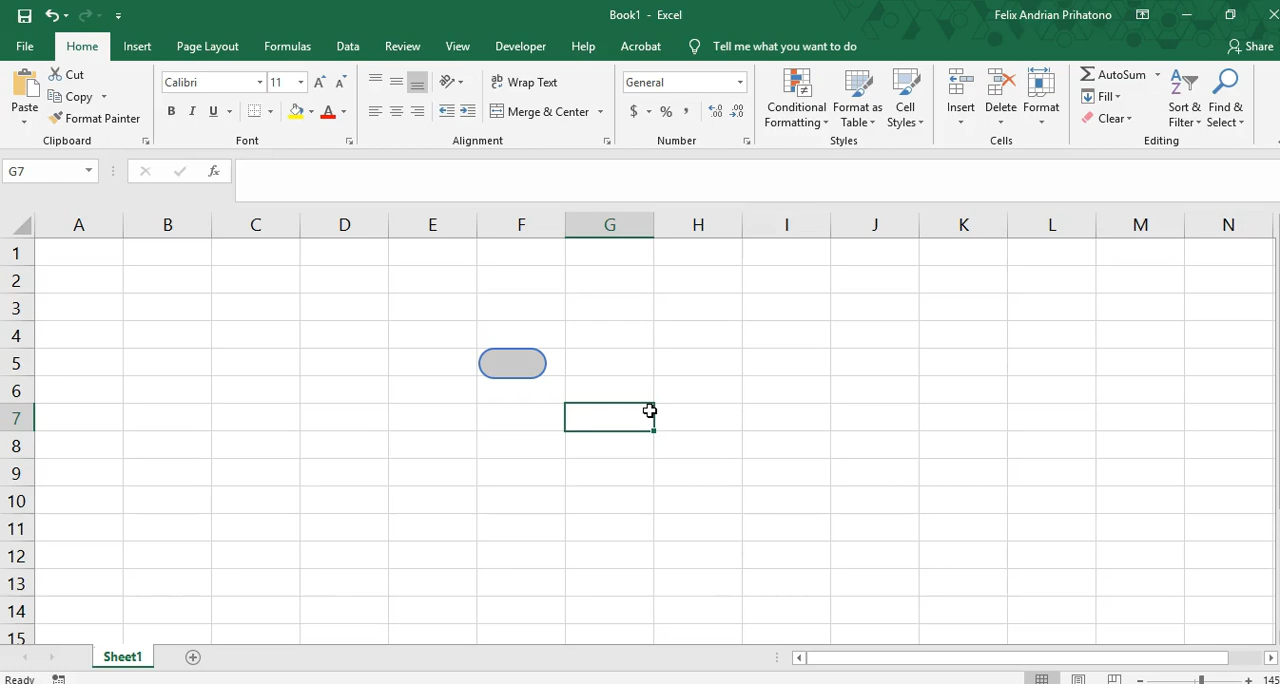 Book1 - Excel
Felix Andrian Prihatono
File Home Insert Page Layout Formulas Data Review View Developer Help Acrobat Tell me what you want to do Share
Paste
Cut
Copy
Format Painter
Clipboard
Calibri 11
B I U A
Font
Wrap Text
Merge & Center
Alignment
General
$ % ,
Number
Conditional Formatting
Format as Table
Cell Styles
Styles
Insert
Delete
Format
Cells
AutoSum
Fill
Clear
Sort & Filter
Find & Select
Editing
G7 fx
A B C D E F G H I J K L M N
1
2
3
4
5
6
7
8
9
10
11
12
13
14
15
Sheet1
Ready
145